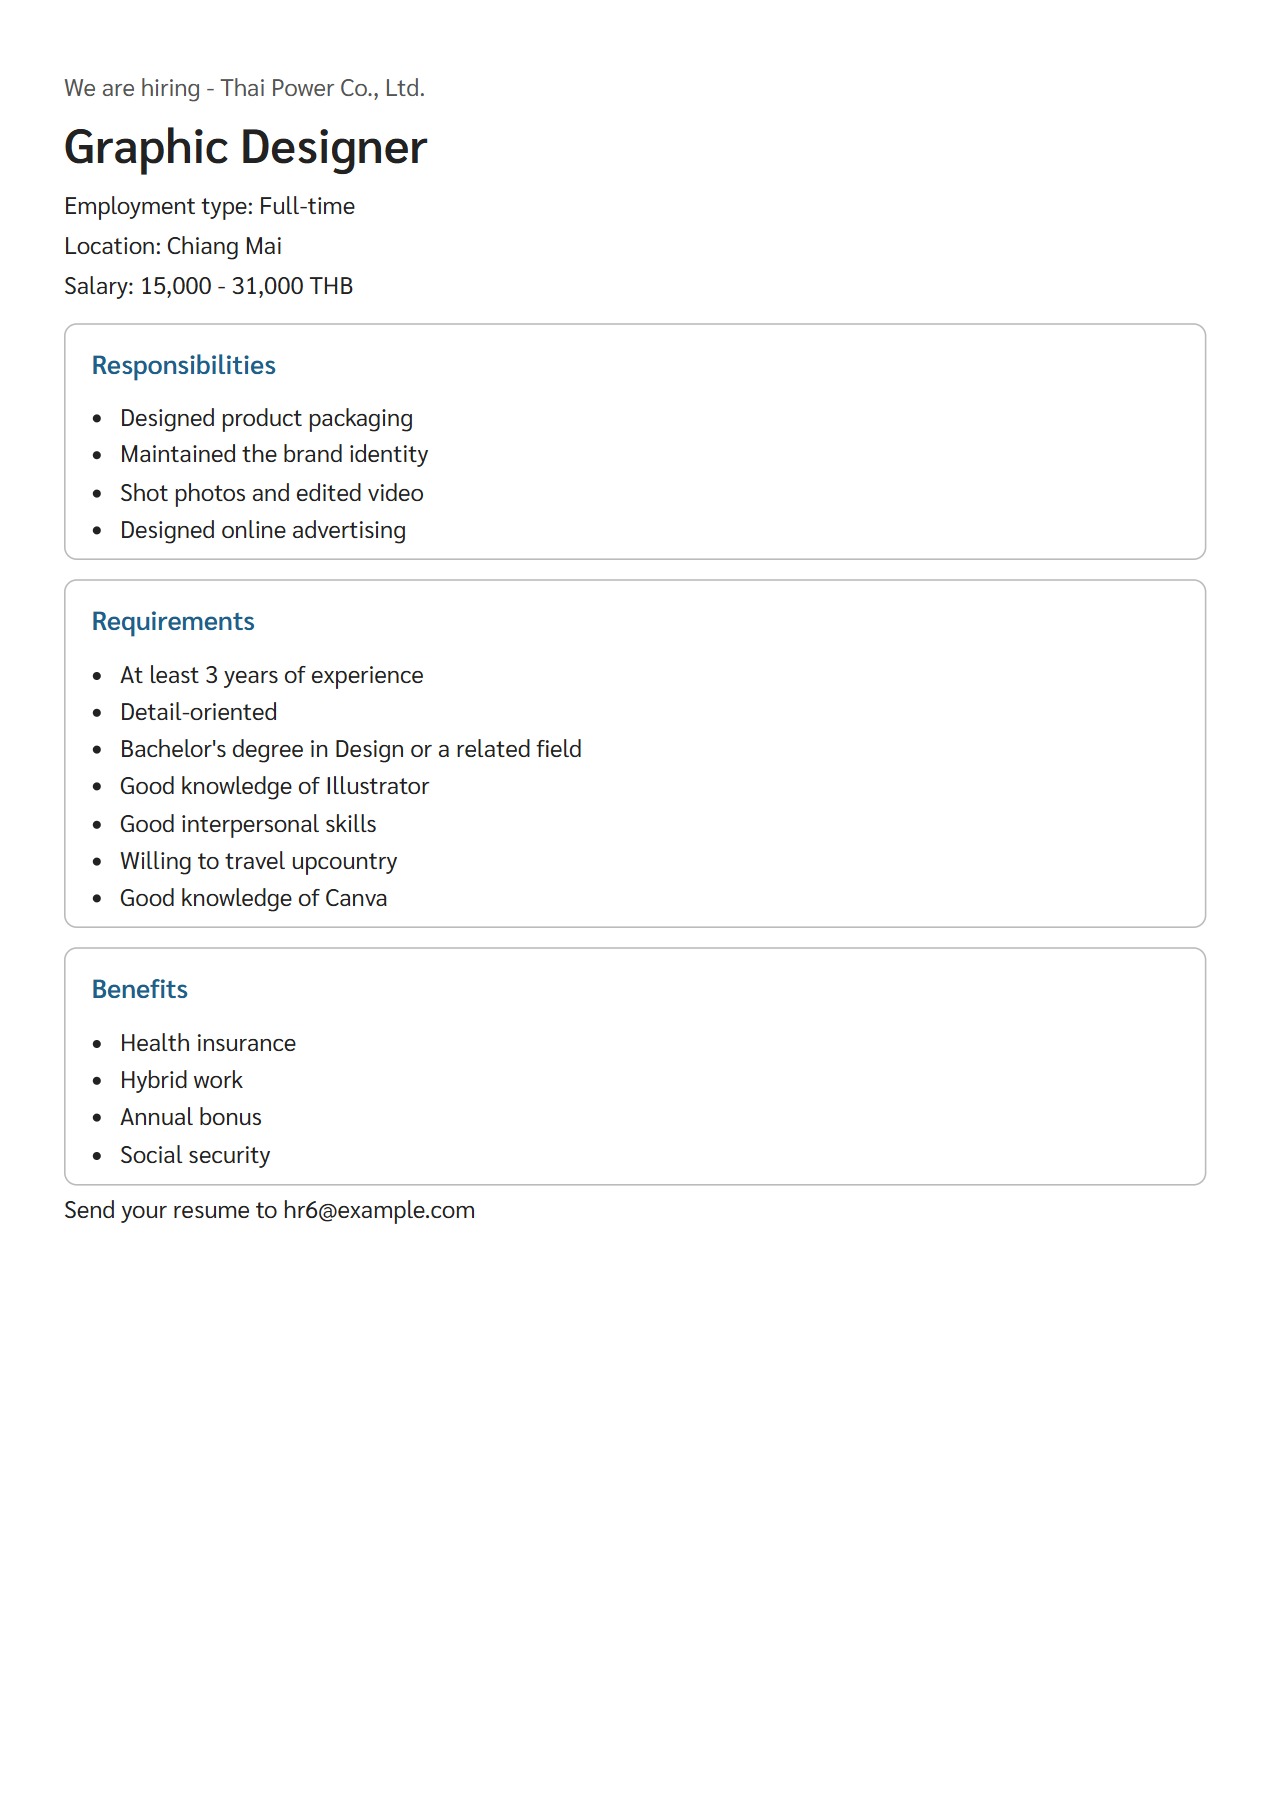 We are hiring - Thai Power Co., Ltd.
Graphic Designer
Employment type: Full-time
Location: Chiang Mai
Salary: 15,000 - 31,000 THB
Responsibilities
• Designed product packaging
• Maintained the brand identity
• Shot photos and edited video
• Designed online advertising
Requirements
• At least 3 years of experience
• Detail-oriented
• Bachelor's degree in Design or a related field
• Good knowledge of Illustrator
• Good interpersonal skills
• Willing to travel upcountry
• Good knowledge of Canva
Benefits
• Health insurance
• Hybrid work
• Annual bonus
• Social security
Send your resume to hr6@example.com